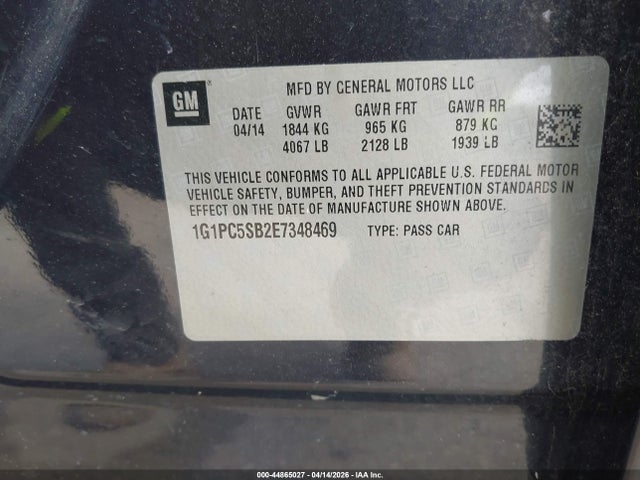 GM
MFD BY GENERAL MOTORS LLC
DATE GVWR GAWR FRT GAWR RR
04/14 1844 KG 965 KG 879 KG
4067 LB 2128 LB 1939 LB
THIS VEHICLE CONFORMS TO ALL APPLICABLE U.S. FEDERAL MOTOR
VEHICLE SAFETY, BUMPER, AND THEFT PREVENTION STANDARDS IN
EFFECT ON THE DATE OF MANUFACTURE SHOWN ABOVE.
1G1PC5SB2E7348469 TYPE: PASS CAR
000-44865027 - 04/14/2026 - IAA Inc.